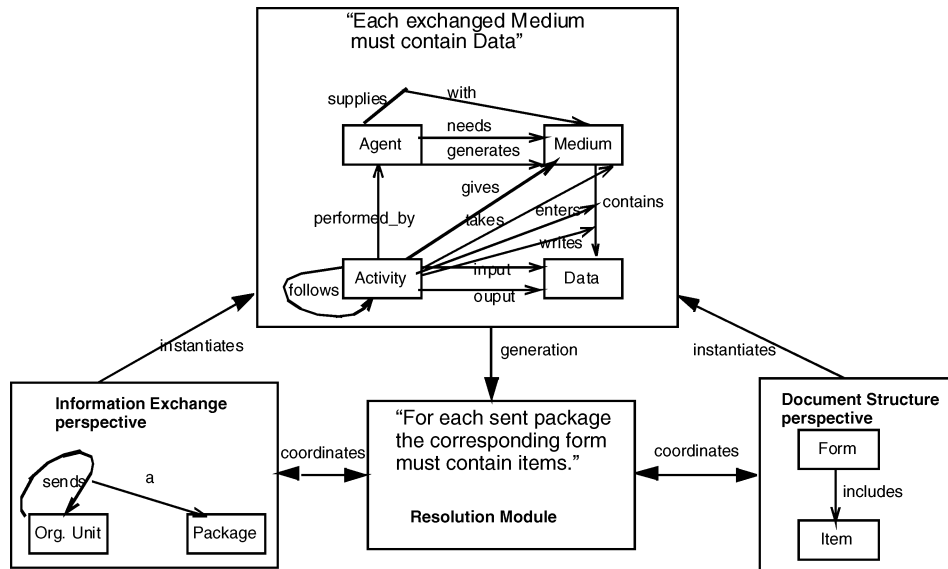 “Each exchanged Medium
must contain Data”
supplies
with
needs
Agent
Medium
generates
gives
contains
performed_by
takes
enters
writes
Activity
input
Data
follows
ouput
instantiates
generation
instantiates
Information Exchange
perspective
“For each sent package
the corresponding form
must contain items.”
Document Structure
perspective
coordinates
coordinates
Form
sends
a
includes
Resolution Module
Org. Unit
Package
Item